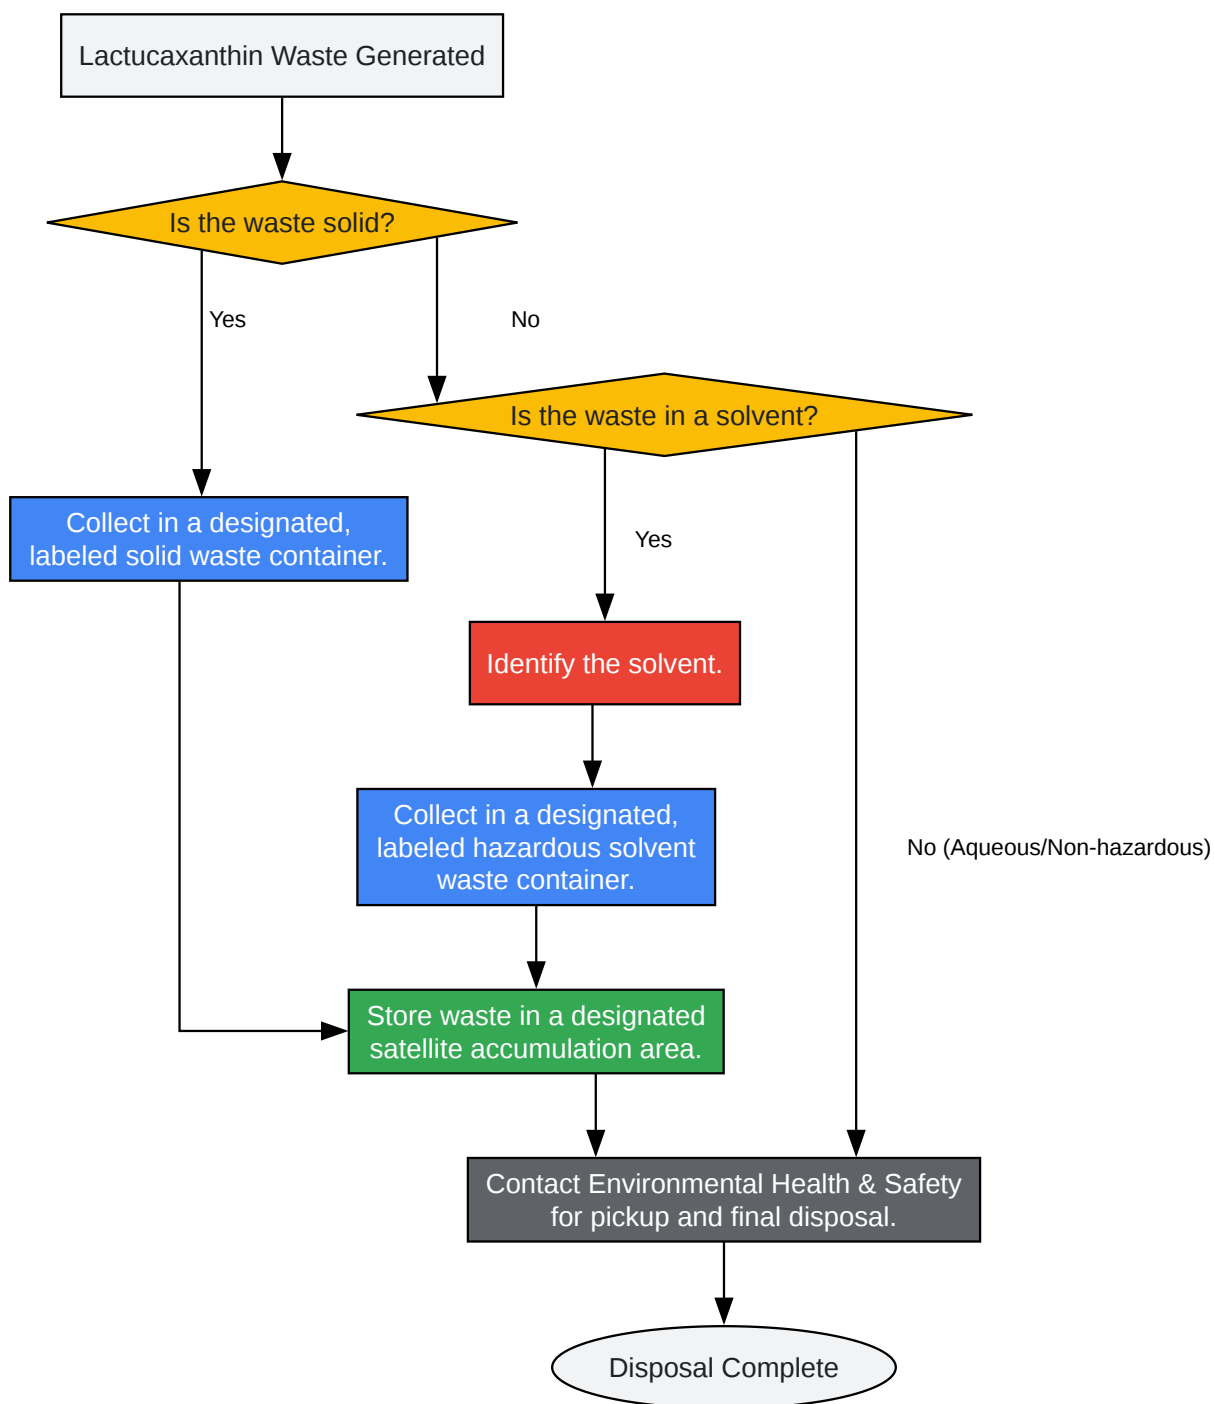 Lactucaxanthin Waste Generated
Is the waste solid?
Yes
No
Is the waste in a solvent?
Collect in a designated,
labeled solid waste container.
Yes
Identify the solvent.
Collect in a designated,
labeled hazardous solvent
waste container.
No (Aqueous/Non-hazardous)
Store waste in a designated
satellite accumulation area.
Contact Environmental Health & Safety
for pickup and final disposal.
Disposal Complete